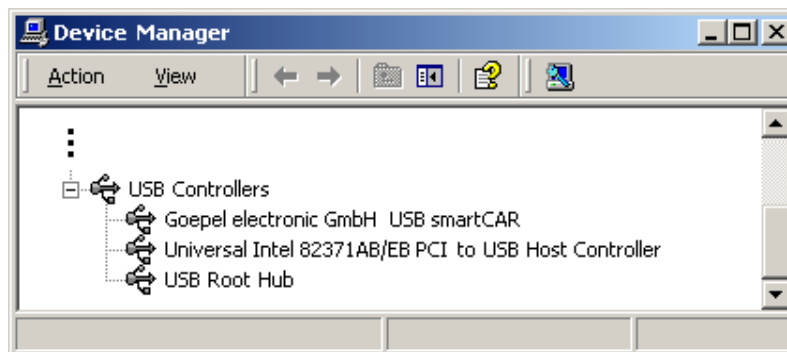 Device Manager
Action View
USB Controllers
Goepel electronic GmbH USB smartCAR
Universal Intel 82371AB/EB PCI to USB Host Controller
USB Root Hub